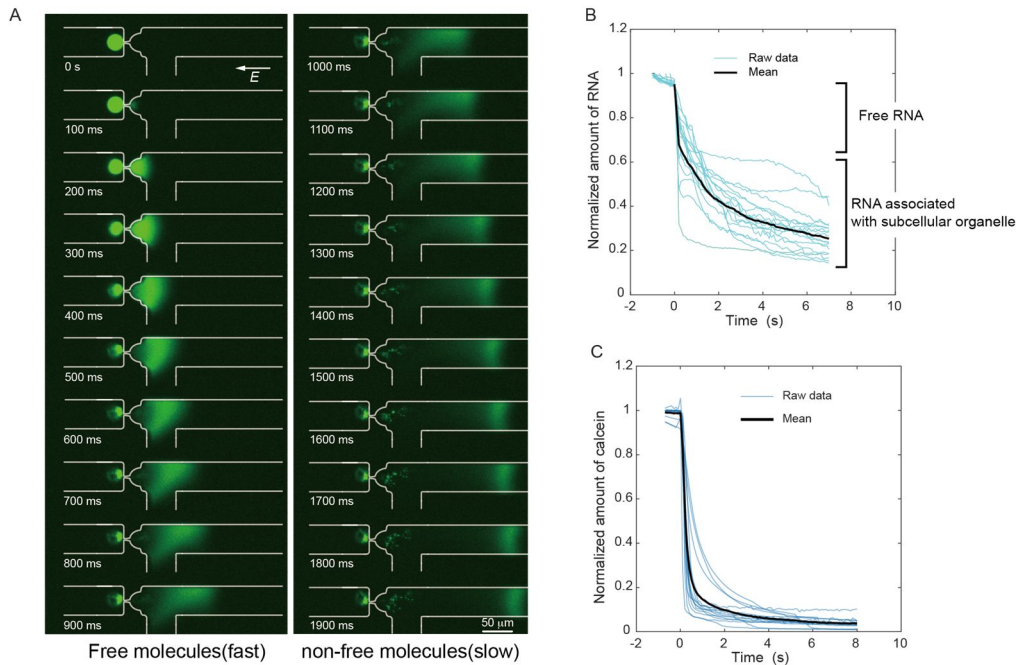 A
0 s
E
100 ms
200 ms
300 ms
400 ms
500 ms
600 ms
700 ms
800 ms
900 ms
Free molecules(fast)
1000 ms
1100 ms
1200 ms
1300 ms
1400 ms
1500 ms
1600 ms
1700 ms
1800 ms
1900 ms
50 μm
non-free molecules(slow)
B
Normalized amount of RNA
1.2
1
0.8
0.6
0.4
0.2
0
-2 0 2 4 6 8 10
Time (s)
Raw data
Mean
Free RNA
RNA associated
with subcellular organelle
C
Normalized amount of calcein
1.2
1
0.8
0.6
0.4
0.2
0
-2 0 2 4 6 8 10
Time (s)
Raw data
Mean